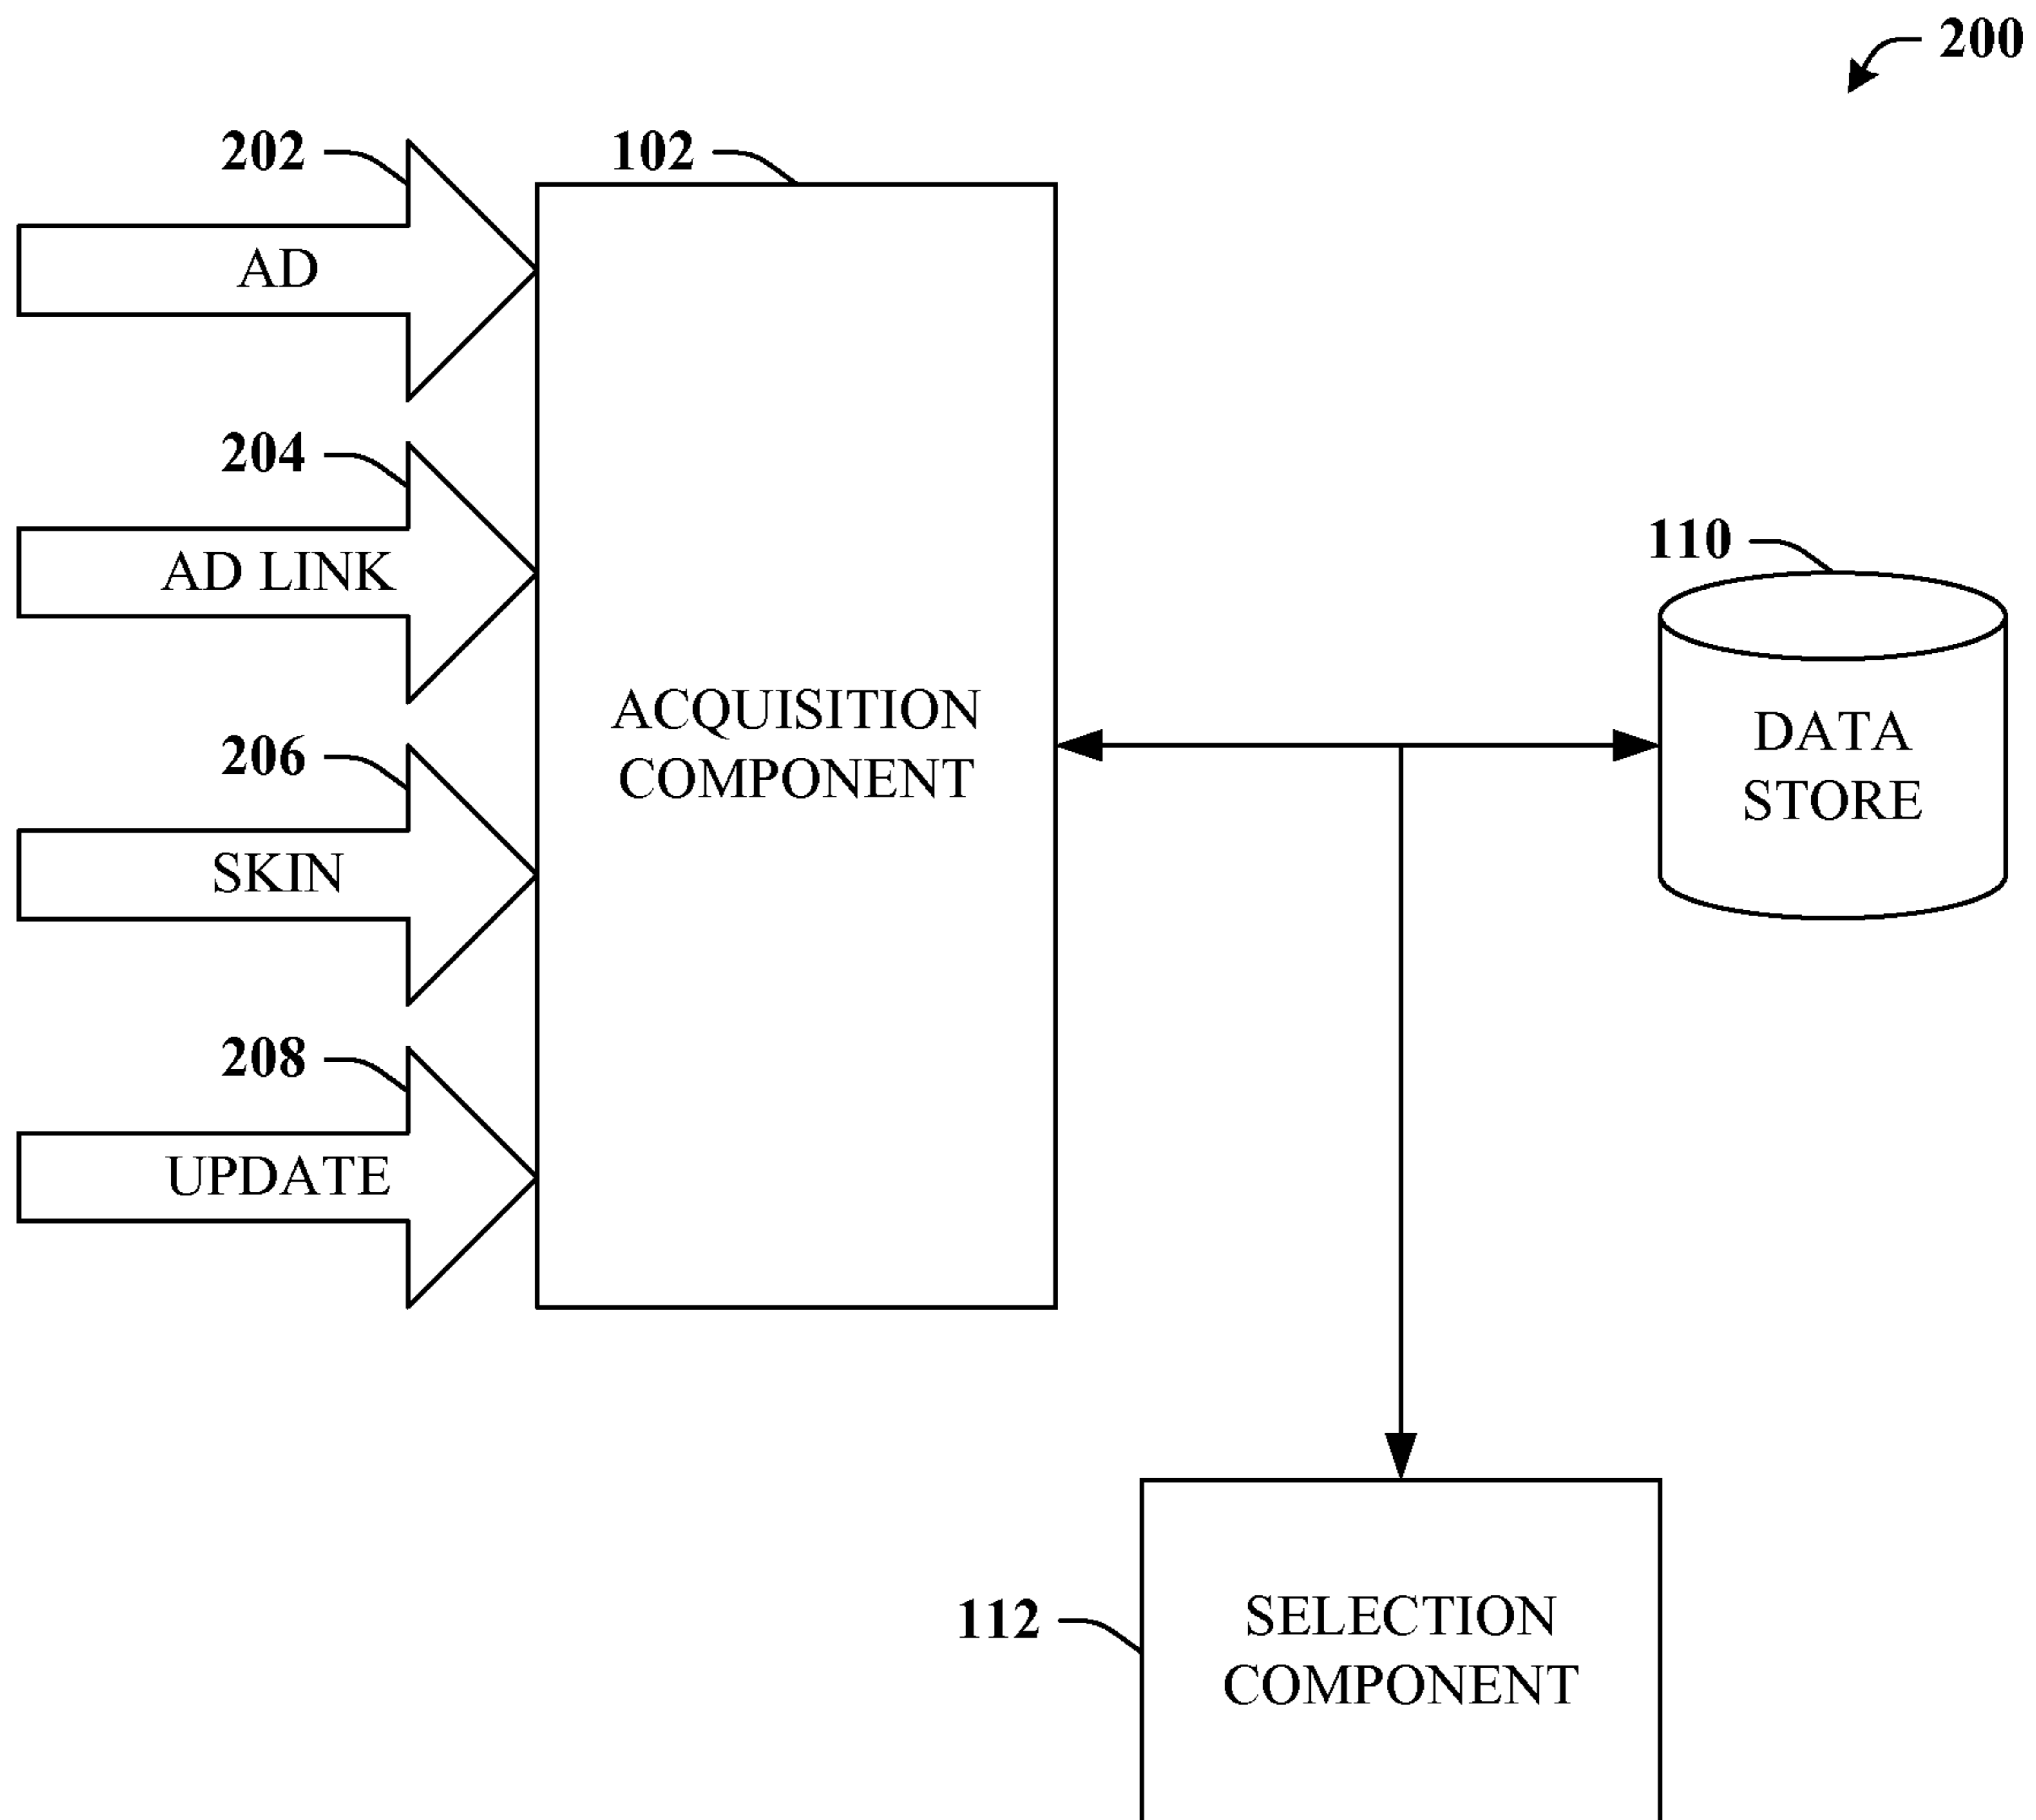 200
202
102
AD
204
AD LINK
110
ACQUISITION
COMPONENT
DATA
STORE
206
SKIN
208
UPDATE
112
SELECTION
COMPONENT